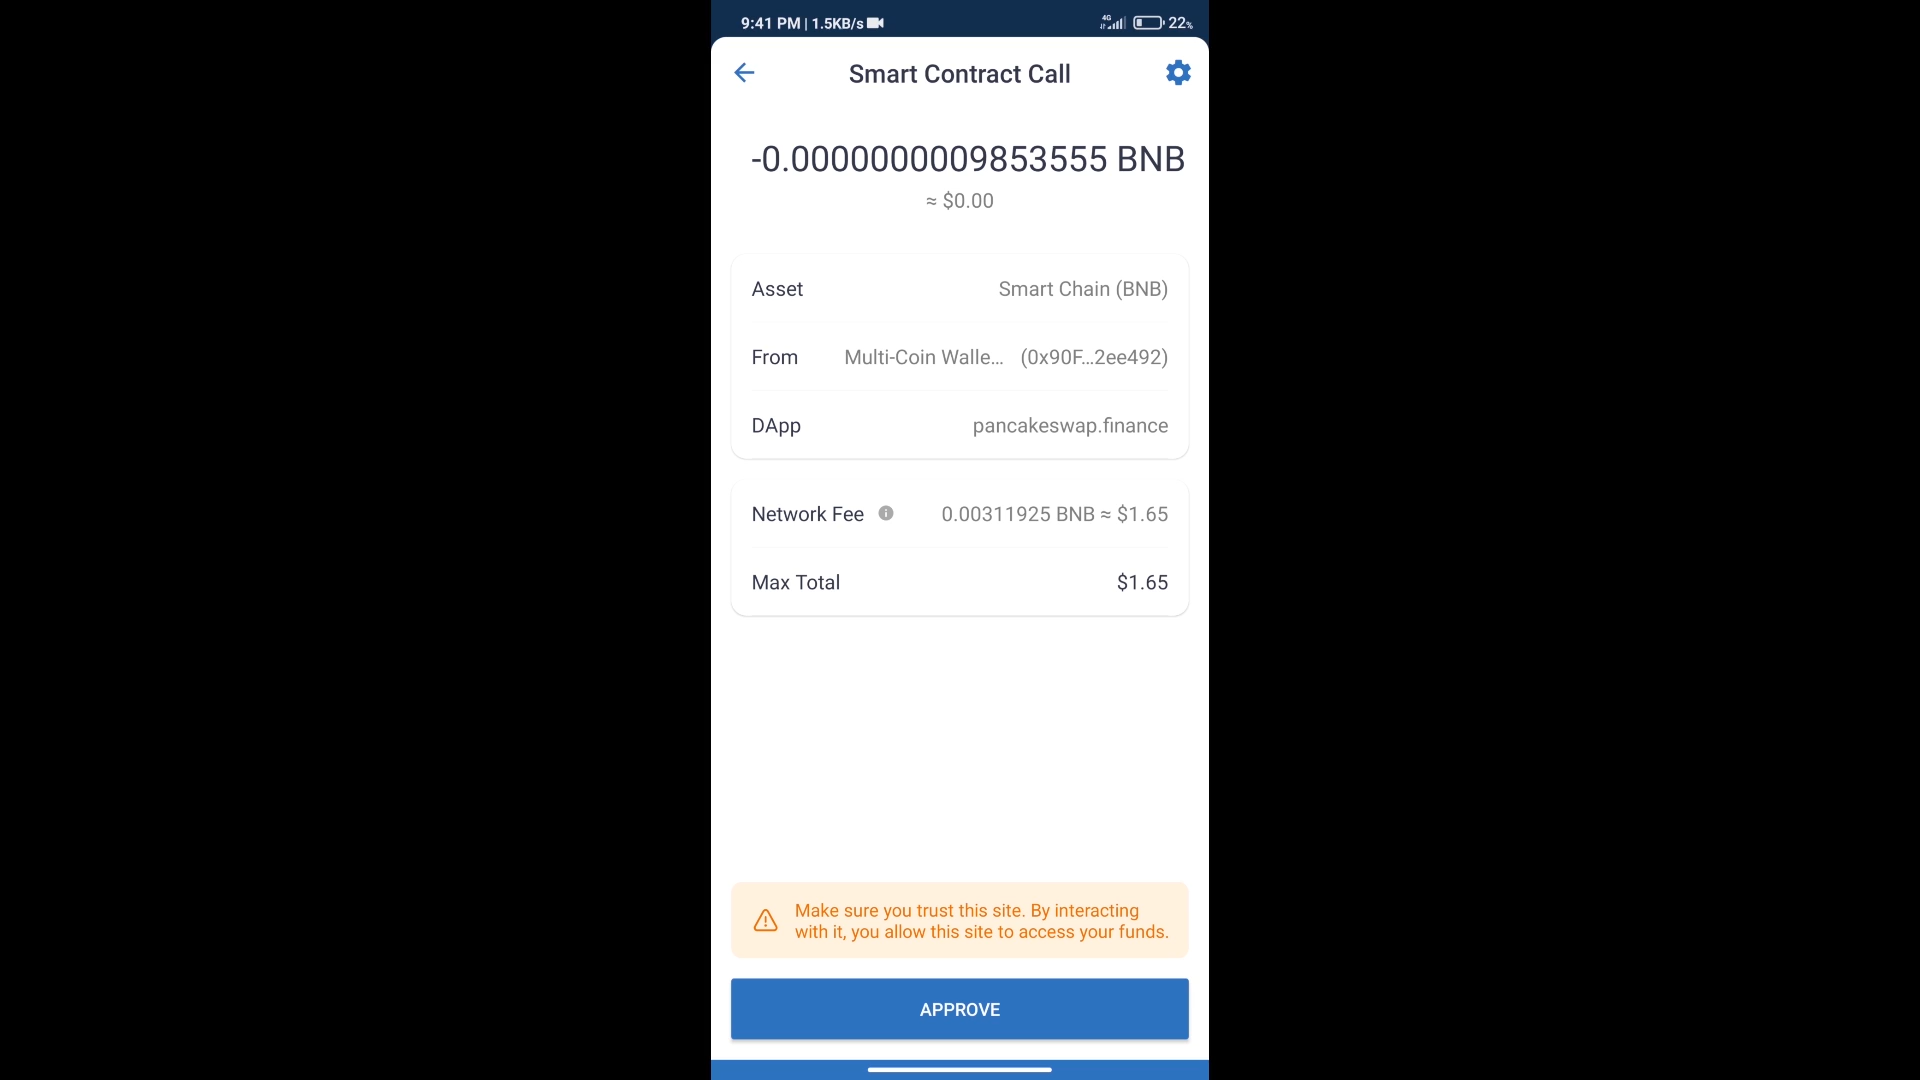 9:41 PM | 1.5KB/s 4G 22%
Smart Contract Call
-0.0000000009853555 BNB
≈ $0.00
Asset Smart Chain (BNB)
From Multi-Coin Walle... (0x90F...2ee492)
DApp pancakeswap.finance
Network Fee 0.00311925 BNB ≈ $1.65
Max Total $1.65
Make sure you trust this site. By interacting
with it, you allow this site to access your funds.
APPROVE